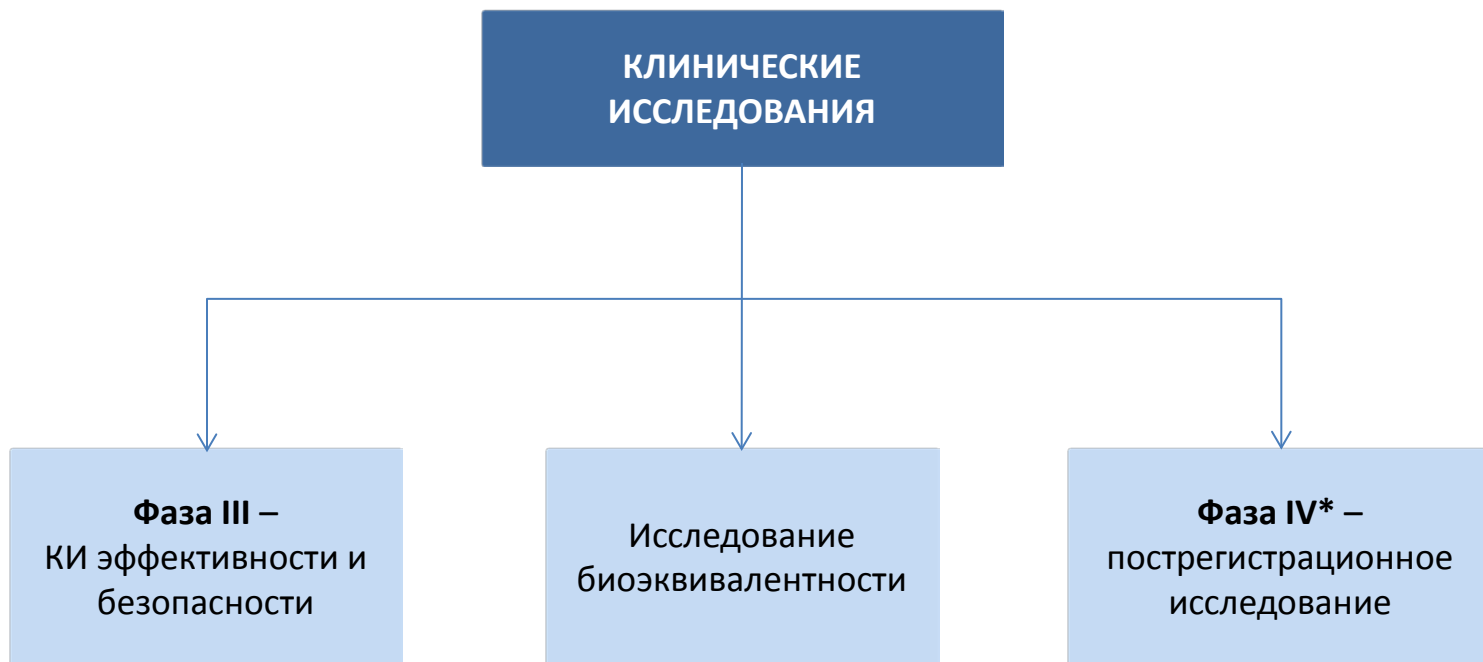 КЛИНИЧЕСКИЕ
ИССЛЕДОВАНИЯ
Фаза III –
КИ эффективности и
безопасности
Исследование
биоэквивалентности
Фаза IV* –
пострегистрационное
исследование